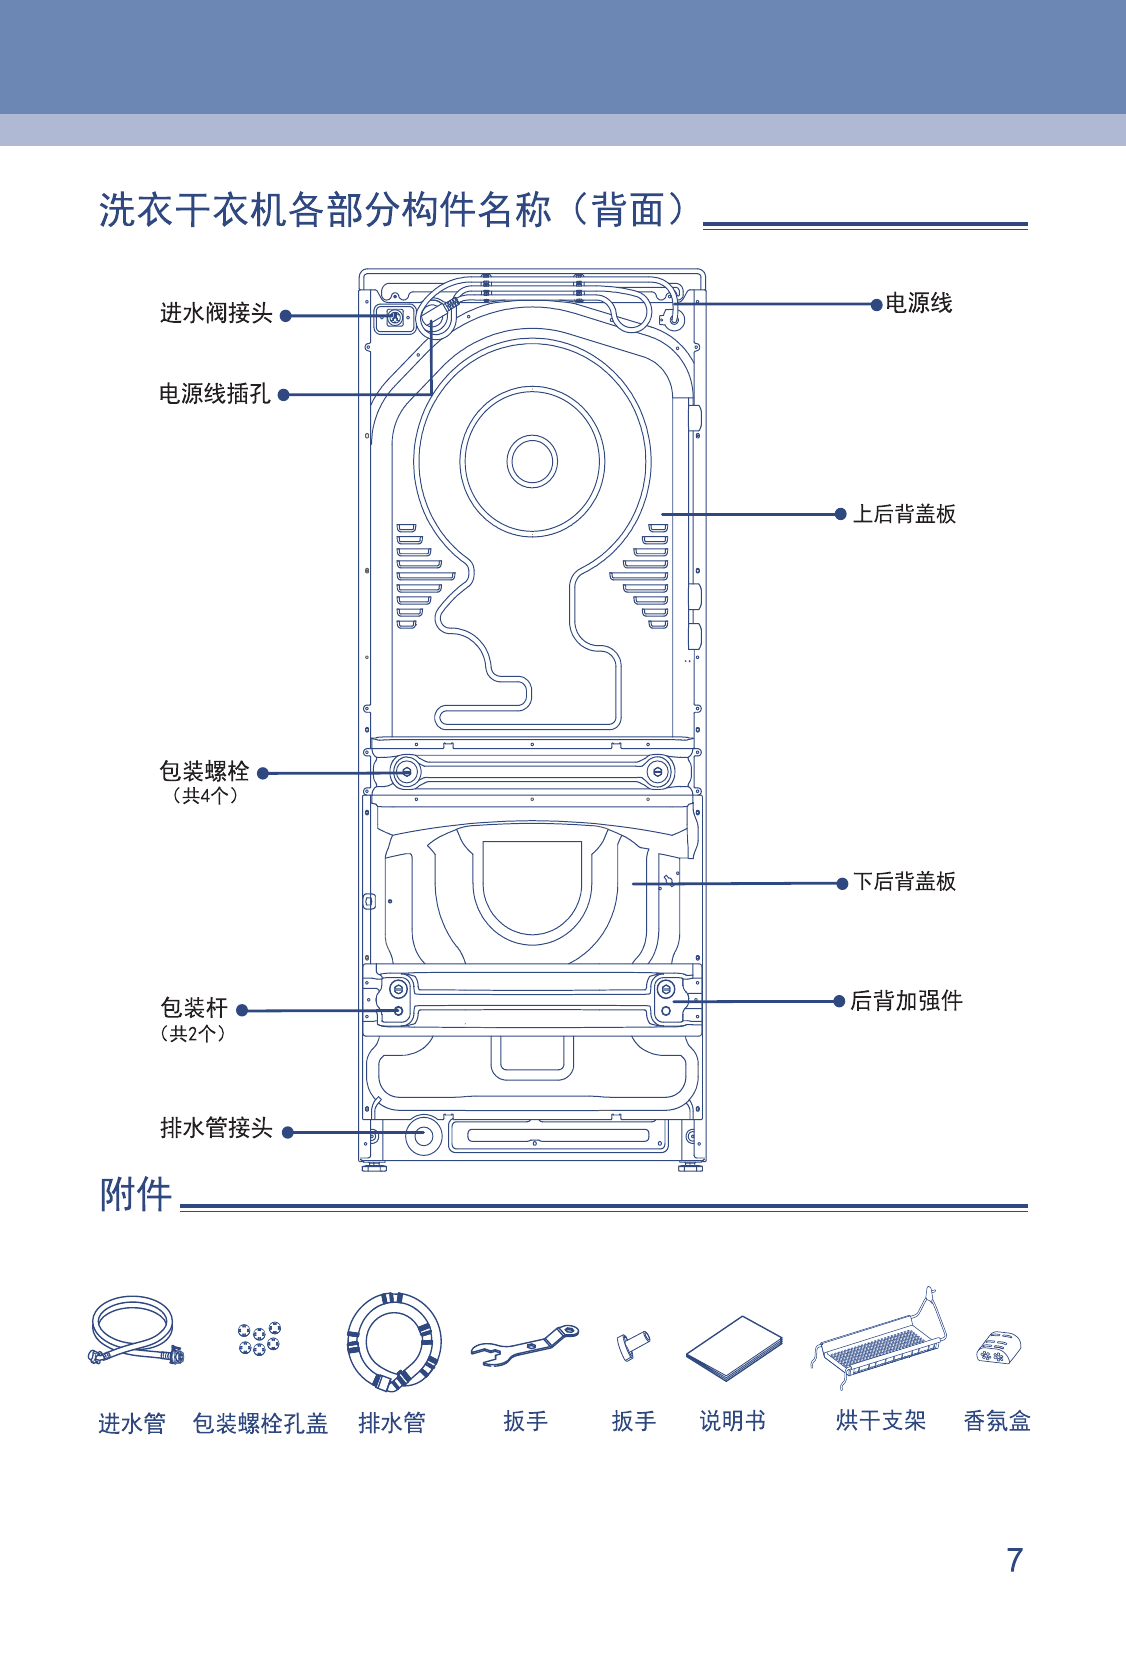 洗衣干衣机各部分构件名称（背面）
进水阀接头
电源线
电源线插孔
上后背盖板
包装螺栓
（共4个）
下后背盖板
包装杆
（共2个）
后背加强件
排水管接头
附件
进水管 包装螺栓孔盖 排水管 扳手 扳手 说明书 烘干支架 香氛盒
7